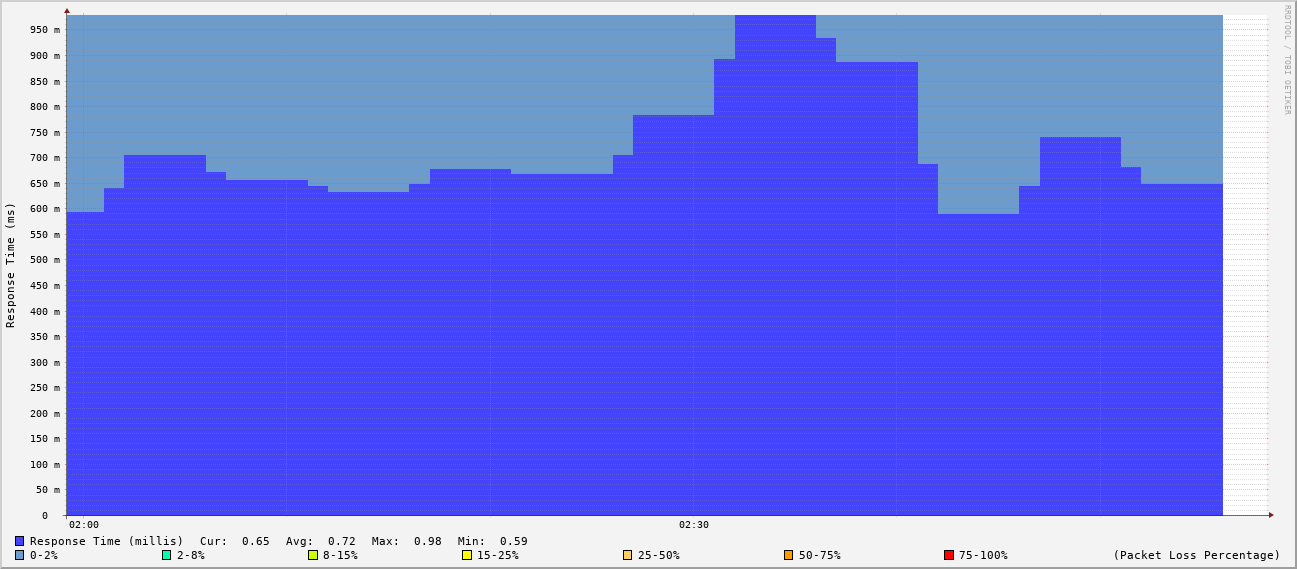 RRDTOOL / TOBI OETIKER
Response Time (ms)
950 m
900 m
850 m
800 m
750 m
700 m
650 m
600 m
550 m
500 m
450 m
400 m
350 m
300 m
250 m
200 m
150 m
100 m
50 m
0
02:00 02:30
Response Time (millis) Cur: 0.65 Avg: 0.72 Max: 0.98 Min: 0.59
0-2% 2-8% 8-15% 15-25% 25-50% 50-75% 75-100% (Packet Loss Percentage)